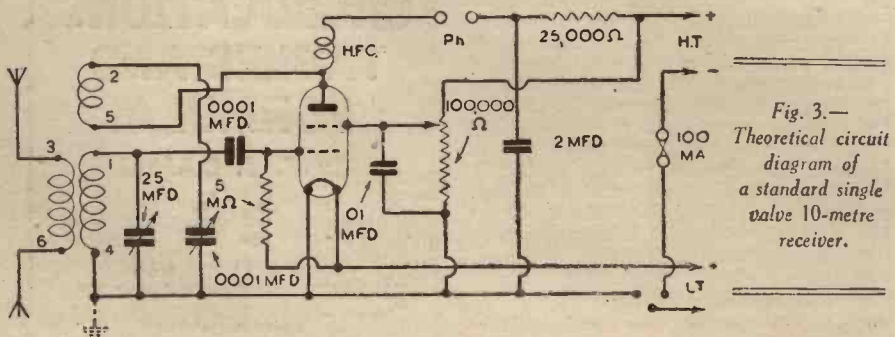 Ph
25,000Ω
+
H.T
-
H.F.C.
2
5
0001
MFD.
100,000
Ω
2 MFD
100
MA
3
1
6
4
25
MFD
5
MΩ
0001 MFD
01
MFD
+
LT
-
Fig. 3.—
Theoretical circuit
diagram of
a standard single
valve 10-metre
receiver.